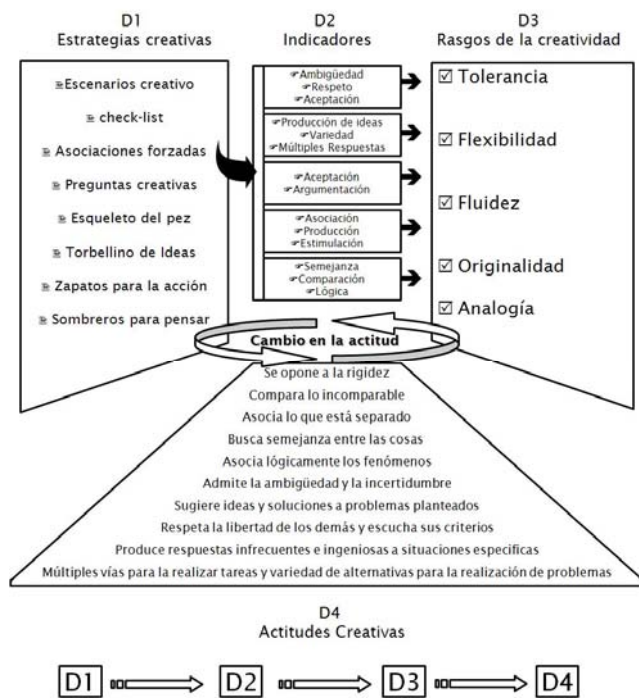 D1
Estrategias creativas
Escenarios creativo
check-list
Asociaciones forzadas
Preguntas creativas
Esqueleto del pez
Torbellino de Ideas
Zapatos para la acción
Sombreros para pensar
D2
Indicadores
Ambigüedad
Respeto
Aceptación
Producción de ideas
Variedad
Múltiples Respuestas
Aceptación
Argumentación
Asociación
Producción
Estimulación
Semejanza
Comparación
Lógica
D3
Rasgos de la creatividad
Tolerancia
Flexibilidad
Fluidez
Originalidad
Analogía
Cambio en la actitud
Se opone a la rigidez
Compara lo incomparable
Asocia lo que está separado
Busca semejanza entre las cosas
Asocia lógicamente los fenómenos
Admite la ambigüedad y la incertidumbre
Sugiere ideas y soluciones a problemas planteados
Respeta la libertad de los demás y escucha sus criterios
Produce respuestas infrecuentes e ingeniosas a situaciones especificas
Múltiples vías para la realizar tareas y variedad de alternativas para la realización de problemas
D4
Actitudes Creativas
D1
D2
D3
D4